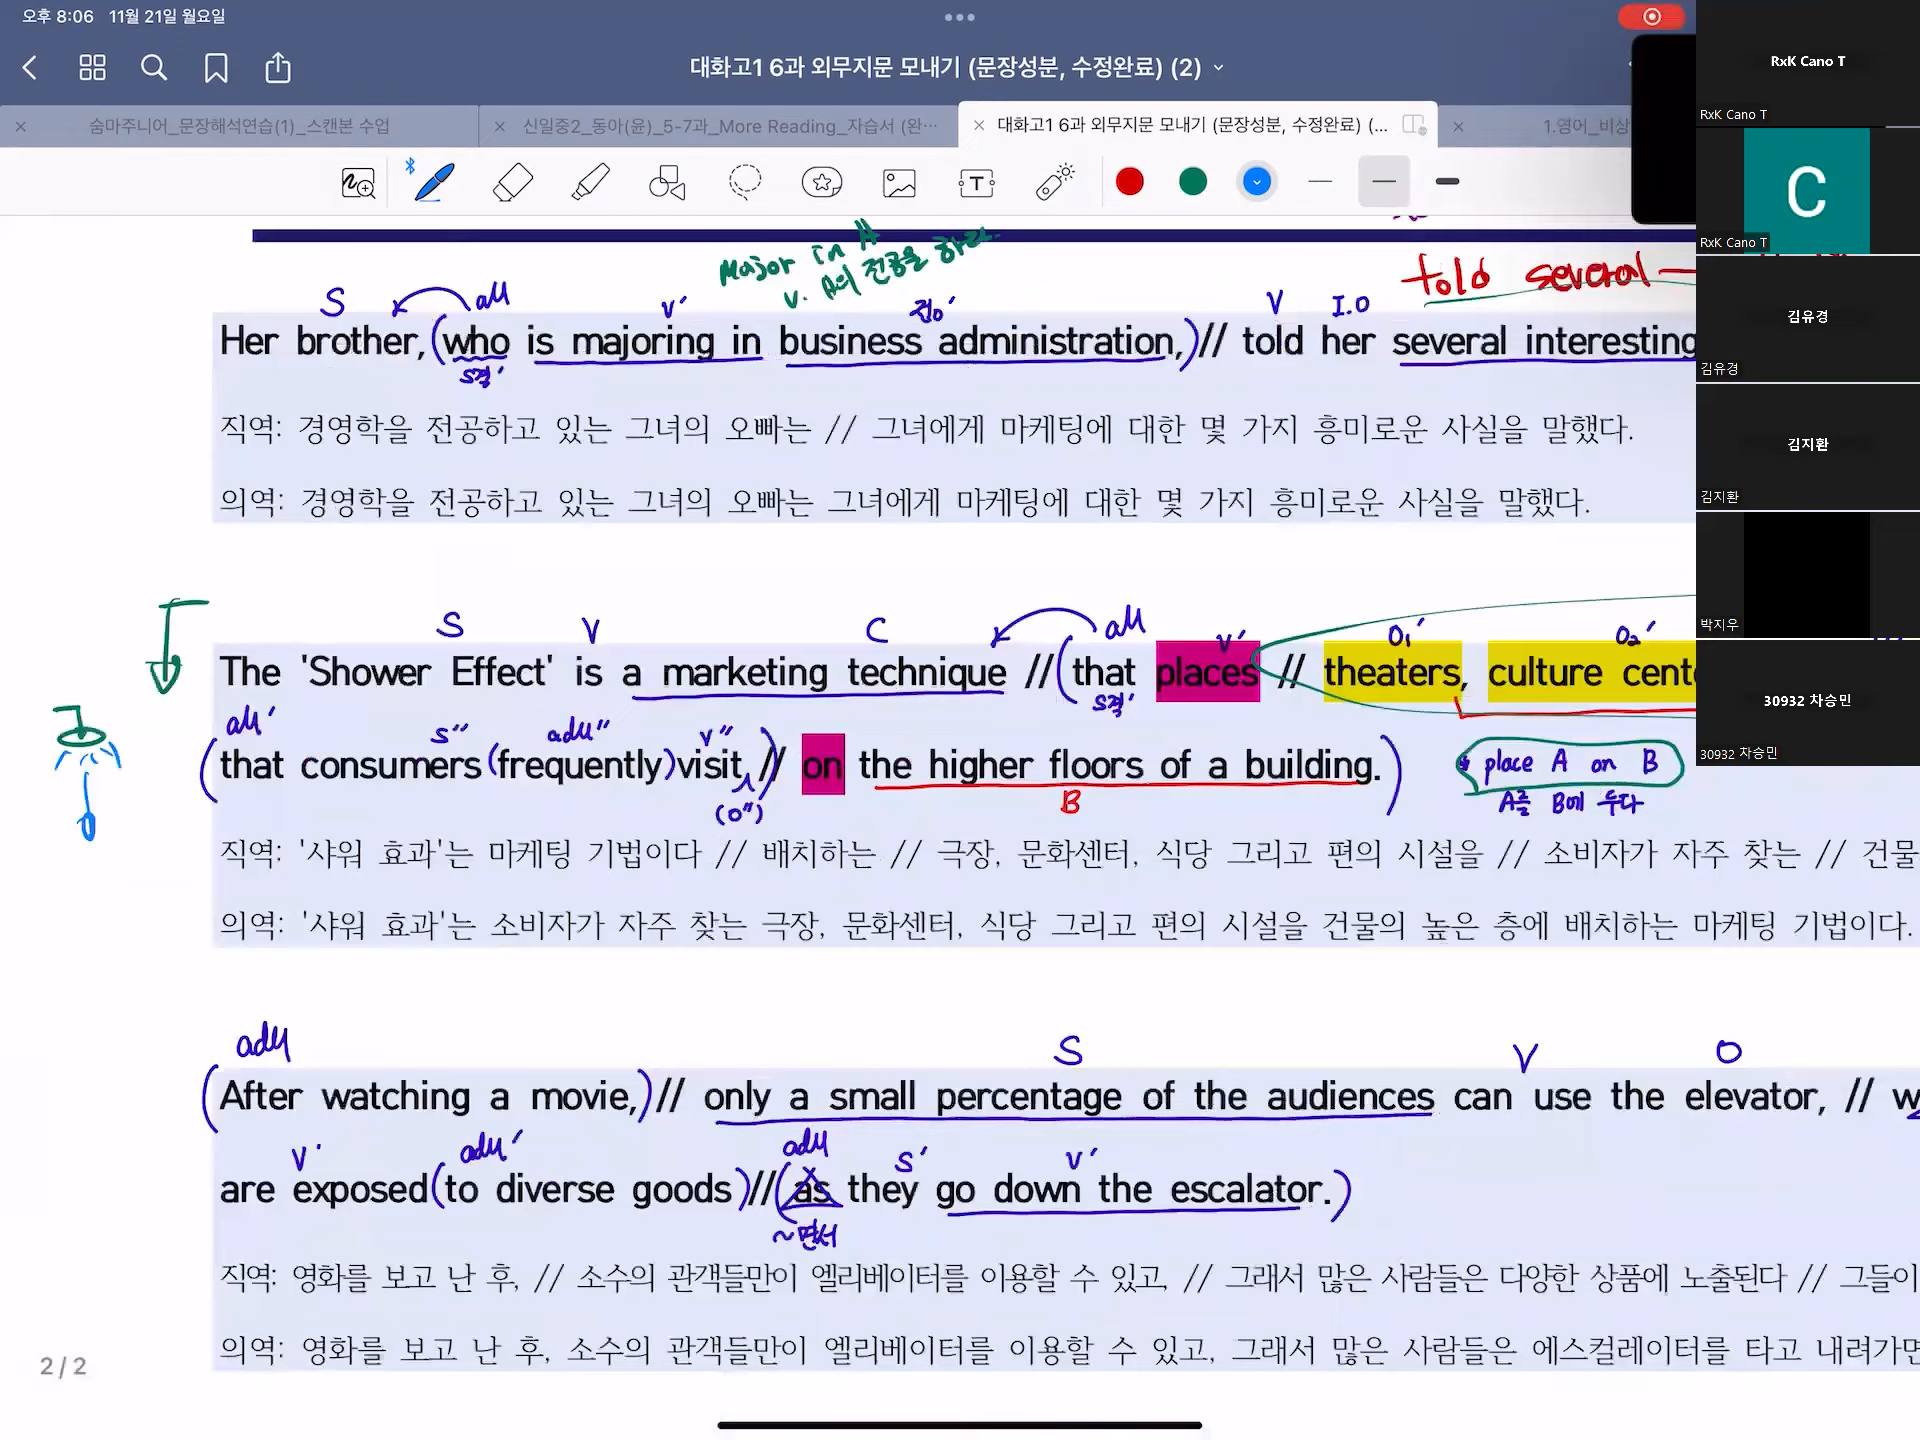 오후 8:06 11월 21일 월요일
대화고1 6과 외무지문 모내기 (문장성분, 수정완료) (2)
숨마주니어_문장해석연습(1)_스캔본 수업
신일중2_동아(윤)_5-7과_More Reading_자습서 (완…
대화고1 6과 외무지문 모내기 (문장성분, 수정완료) (…
1.영어_비상
Major in A
v. A의 전공을 하다.
told several
S
V'
전o'
V I.O
Her brother, (who is majoring in business administration,)// told her several interesting
s격'
직역: 경영학을 전공하고 있는 그녀의 오빠는 // 그녀에게 마케팅에 대한 몇 가지 흥미로운 사실을 말했다.
의역: 경영학을 전공하고 있는 그녀의 오빠는 그녀에게 마케팅에 대한 몇 가지 흥미로운 사실을 말했다.
S V C V' O₁' O₂'
The 'Shower Effect' is a marketing technique //(that places // theaters, culture cent
s격'
s'' adv'' v''
(that consumers (frequently) visit, //) on the higher floors of a building.)
place A on B
(o'') B A를 B에 두다
직역: '샤워 효과'는 마케팅 기법이다 // 배치하는 // 극장, 문화센터, 식당 그리고 편의 시설을 // 소비자가 자주 찾는 // 건물
의역: '샤워 효과'는 소비자가 자주 찾는 극장, 문화센터, 식당 그리고 편의 시설을 건물의 높은 층에 배치하는 마케팅 기법이다.
adv S V O
(After watching a movie,)// only a small percentage of the audiences can use the elevator, // w
V' adv' adv S' V'
are exposed (to diverse goods)//(as they go down the escalator.)
~면서
직역: 영화를 보고 난 후, // 소수의 관객들만이 엘리베이터를 이용할 수 있고, // 그래서 많은 사람들은 다양한 상품에 노출된다 // 그들이
의역: 영화를 보고 난 후, 소수의 관객들만이 엘리베이터를 이용할 수 있고, 그래서 많은 사람들은 에스컬레이터를 타고 내려가면
2 / 2
RxK Cano T
RxK Cano T
C
RxK Cano T
김유경
김유경
김지환
김지환
박지우
30932 차승민
30932 차승민